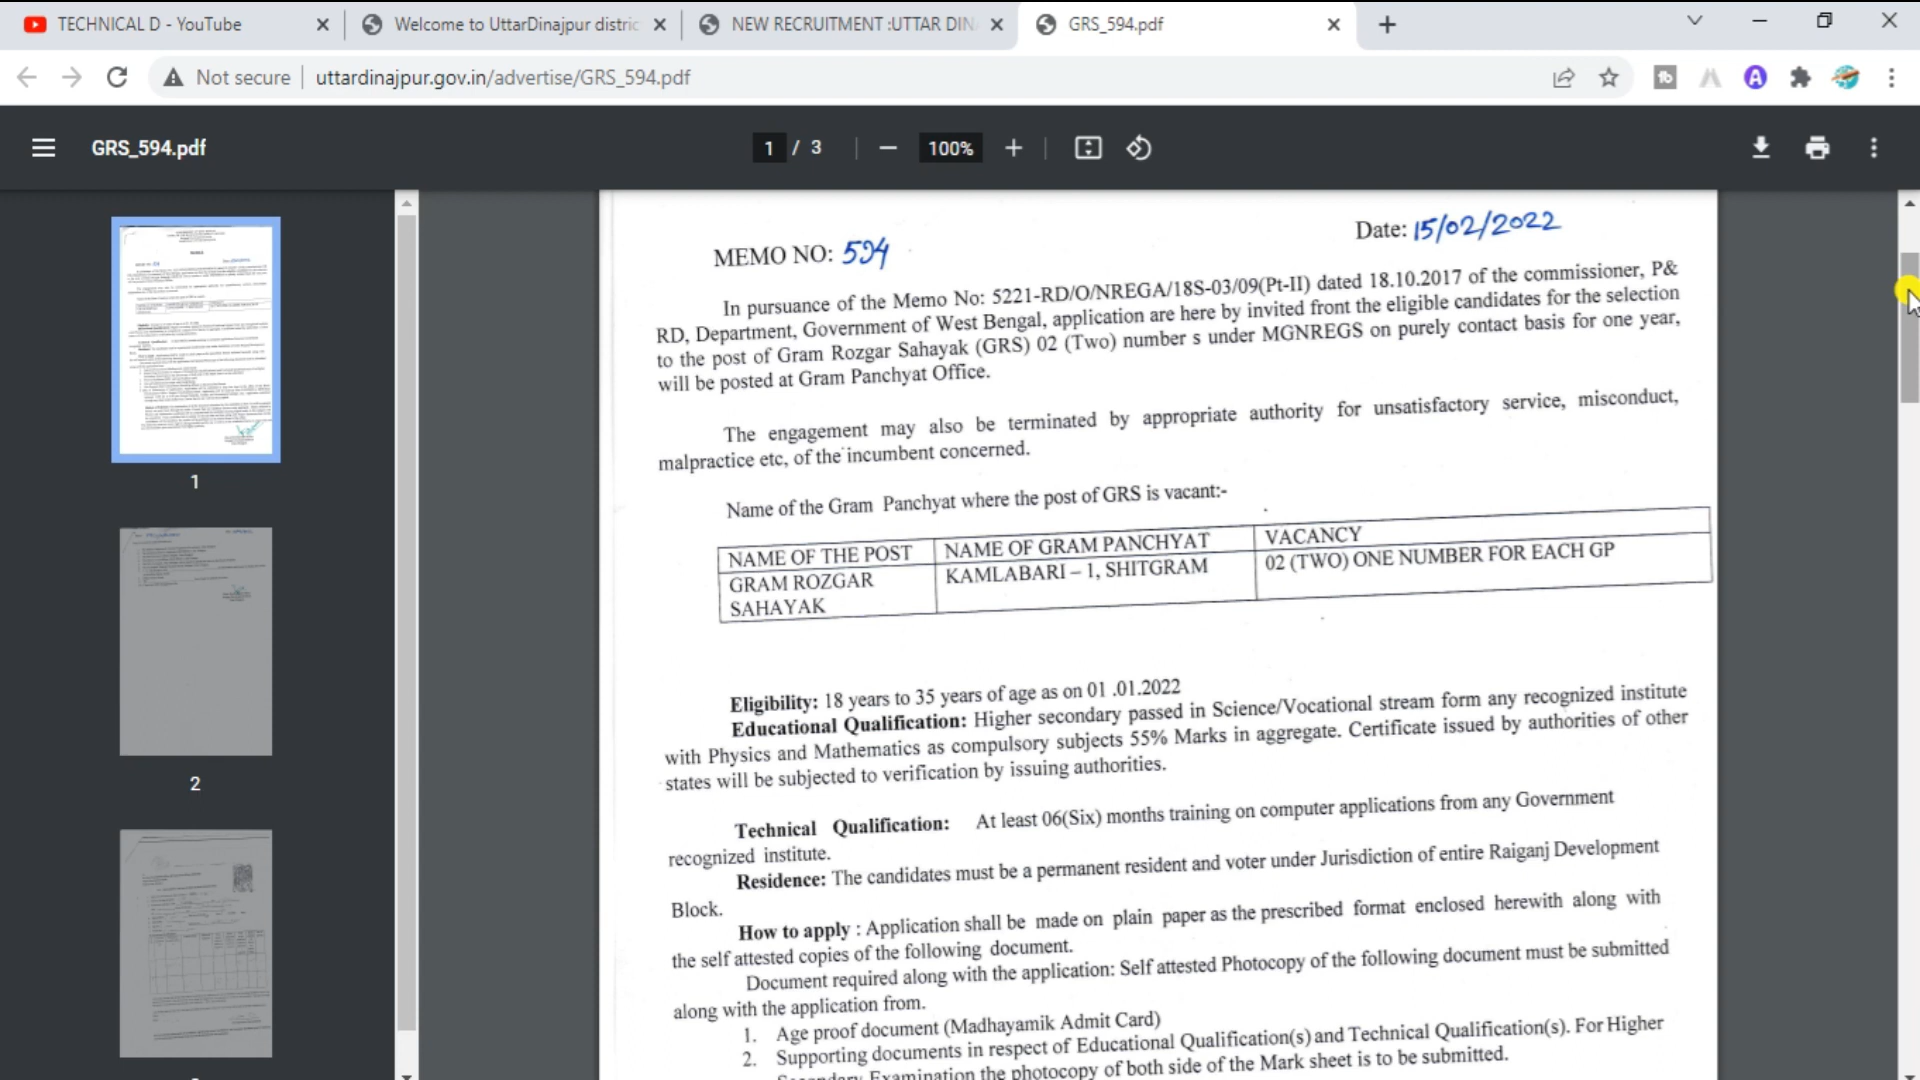 TECHNICAL D - YouTube
Welcome to UttarDinajpur distric
NEW RECRUITMENT :UTTAR DIN
GRS_594.pdf
Not secure
uttardinajpur.gov.in/advertise/GRS_594.pdf
GRS_594.pdf
1 / 3
100%
1
2
MEMO NO: 594
Date: 15/02/2022
In pursuance of the Memo No: 5221-RD/O/NREGA/18S-03/09(Pt-II) dated 18.10.2017 of the commissioner, P&
RD, Department, Government of West Bengal, application are here by invited front the eligible candidates for the selection
to the post of Gram Rozgar Sahayak (GRS) 02 (Two) number s under MGNREGS on purely contact basis for one year,
will be posted at Gram Panchyat Office.
The engagement may also be terminated by appropriate authority for unsatisfactory service, misconduct,
malpractice etc, of the incumbent concerned.
Name of the Gram Panchyat where the post of GRS is vacant:-
NAME OF THE POST NAME OF GRAM PANCHYAT VACANCY
GRAM ROZGAR KAMLABARI – 1, SHITGRAM 02 (TWO) ONE NUMBER FOR EACH GP
SAHAYAK
Eligibility: 18 years to 35 years of age as on 01 .01.2022
Educational Qualification: Higher secondary passed in Science/Vocational stream form any recognized institute
with Physics and Mathematics as compulsory subjects 55% Marks in aggregate. Certificate issued by authorities of other
states will be subjected to verification by issuing authorities.
Technical Qualification: At least 06(Six) months training on computer applications from any Government
recognized institute.
Residence: The candidates must be a permanent resident and voter under Jurisdiction of entire Raiganj Development
Block.
How to apply : Application shall be made on plain paper as the prescribed format enclosed herewith along with
the self attested copies of the following document.
Document required along with the application: Self attested Photocopy of the following document must be submitted
along with the application from.
1. Age proof document (Madhayamik Admit Card)
2. Supporting documents in respect of Educational Qualification(s) and Technical Qualification(s). For Higher
Secondary Examination the photocopy of both side of the Mark sheet is to be submitted.